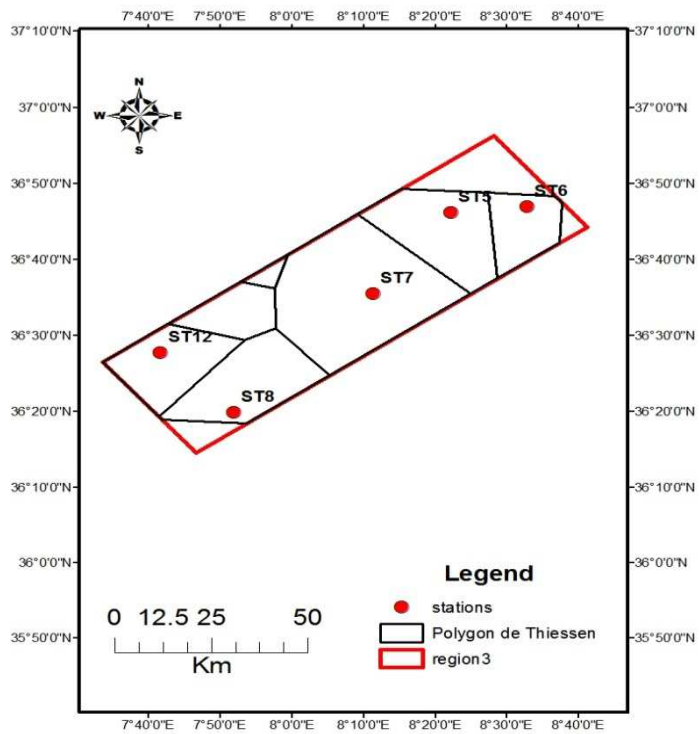 7°40'0"E 7°50'0"E 8°0'0"E 8°10'0"E 8°20'0"E 8°30'0"E 8°40'0"E
37°10'0"N 37°10'0"N
N
37°0'0"N W E 37°0'0"N
S
36°50'0"N 36°50'0"N
ST5 ST6
36°40'0"N 36°40'0"N
ST7
36°30'0"N 36°30'0"N
ST12
36°20'0"N ST8 36°20'0"N
36°10'0"N 36°10'0"N
36°0'0"N 36°0'0"N
Legend
0 12.5 25 50 stations
35°50'0"N Polygon de Thiessen 35°50'0"N
Km region3
7°40'0"E 7°50'0"E 8°0'0"E 8°10'0"E 8°20'0"E 8°30'0"E 8°40'0"E